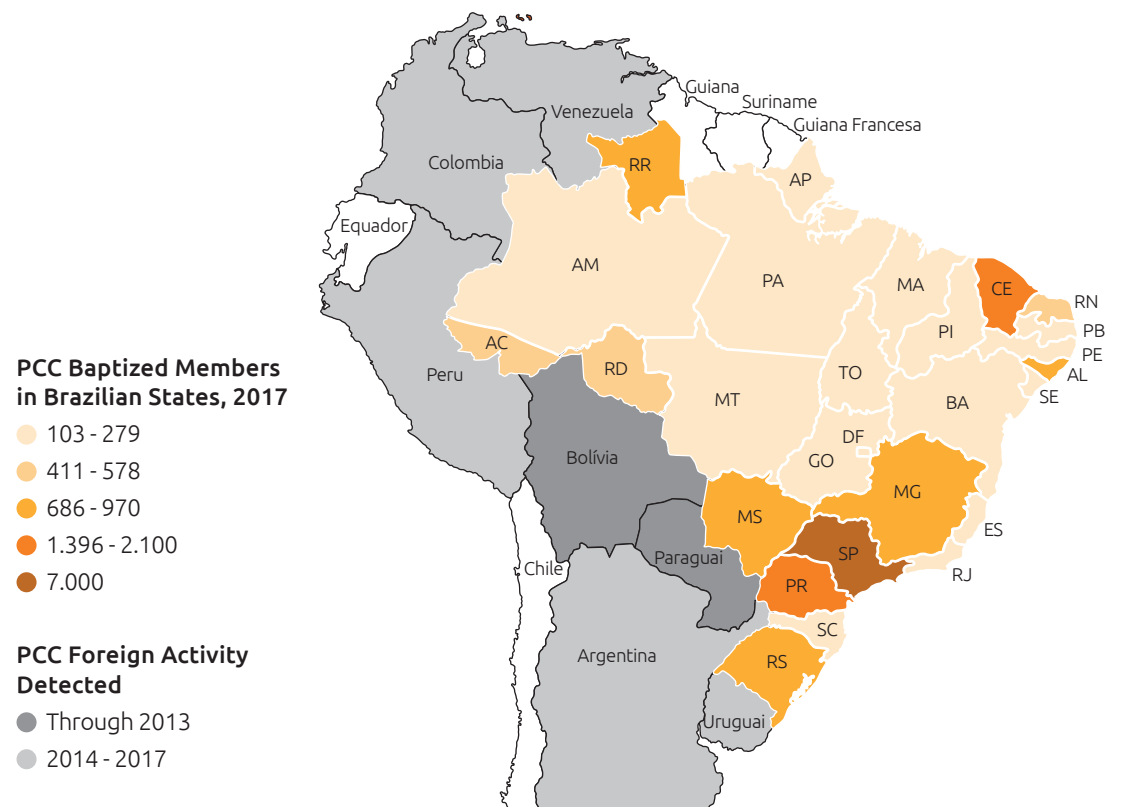 Guiana
Suriname
Guiana Francesa
Venezuela
Colombia
RR
AP
Equador
AM
PA
MA
CE
RN
PB
PI
PE
AL
SE
AC
RD
TO
MT
BA
Peru
DF
GO
Bolívia
MG
MS
ES
Paraguai
SP
RJ
Chile
PR
SC
Argentina
RS
Uruguai
PCC Baptized Members
in Brazilian States, 2017
103 - 279
411 - 578
686 - 970
1.396 - 2.100
7.000
PCC Foreign Activity
Detected
Through 2013
2014 - 2017